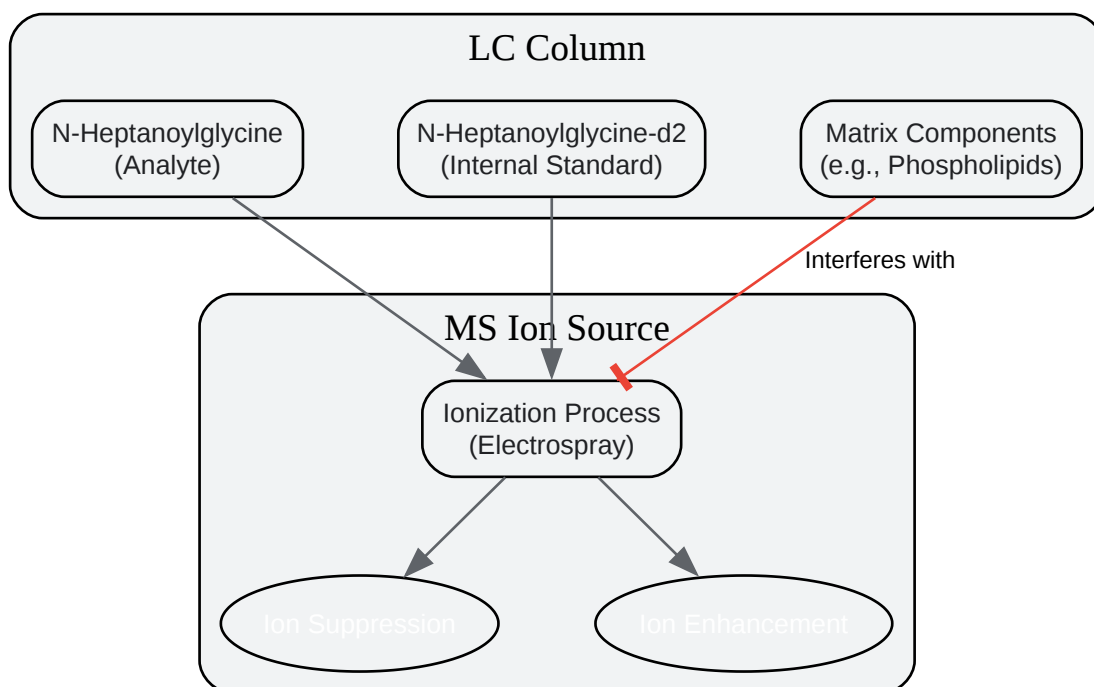 LC Column
N-Heptanoylglycine
(Analyte)
N-Heptanoylglycine-d2
(Internal Standard)
Matrix Components
(e.g., Phospholipids)
Interferes with
MS Ion Source
Ionization Process
(Electrospray)
Ion Suppression
Ion Enhancement